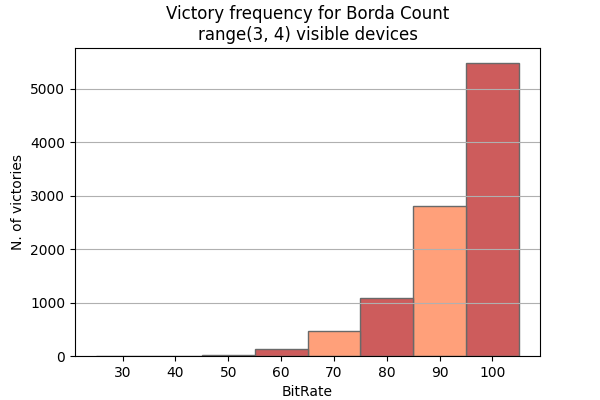 Victory frequency for Borda Count
range(3, 4) visible devices
N. of victories
5000
4000
3000
2000
1000
0
30 40 50 60 70 80 90 100
BitRate